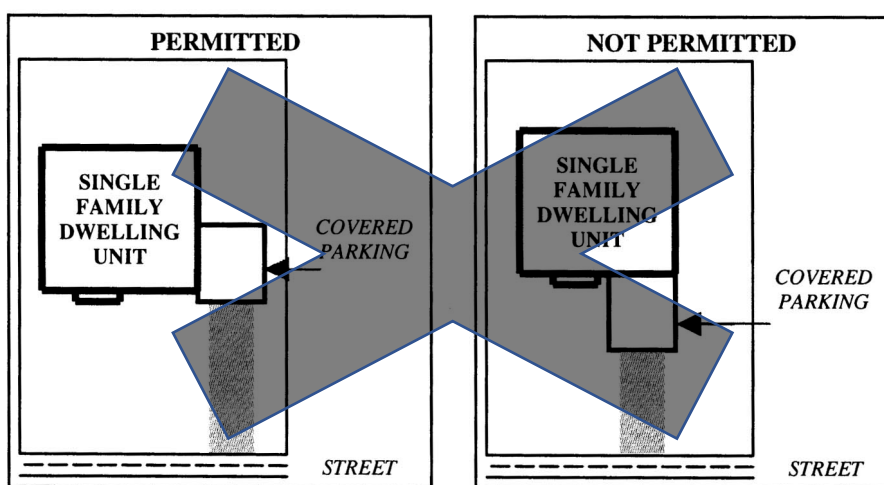 PERMITTED
SINGLE
FAMILY
DWELLING
UNIT
COVERED
PARKING
STREET
NOT PERMITTED
SINGLE
FAMILY
DWELLING
UNIT
COVERED
PARKING
STREET